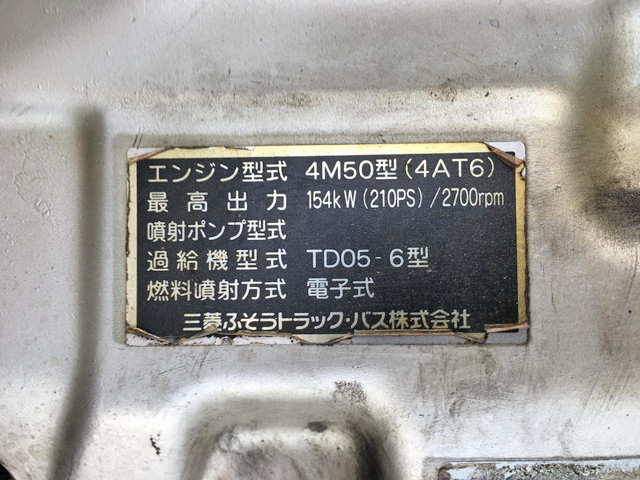 エンジン型式 4M50型(4AT6)
最高出力 154kW(210PS)/2700rpm
噴射ポンプ型式
過給機型式 TD05-6型
燃料噴射方式 電子式
三菱ふそうトラック・バス株式会社